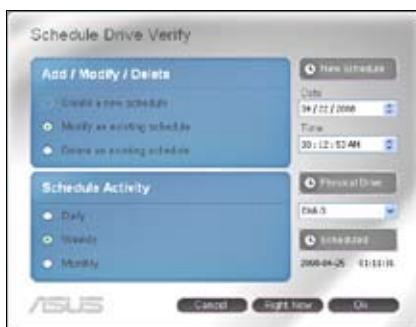 Schedule Drive Verify
Add / Modify / Delete
Create a new schedule
Modify an existing schedule
Delete an existing schedule
New Schedule
Date
Time
Schedule Activity
Daily
Weekly
Monthly
Physical Drive
Scheduled
ASUS
Cancel
Right Now
Ok